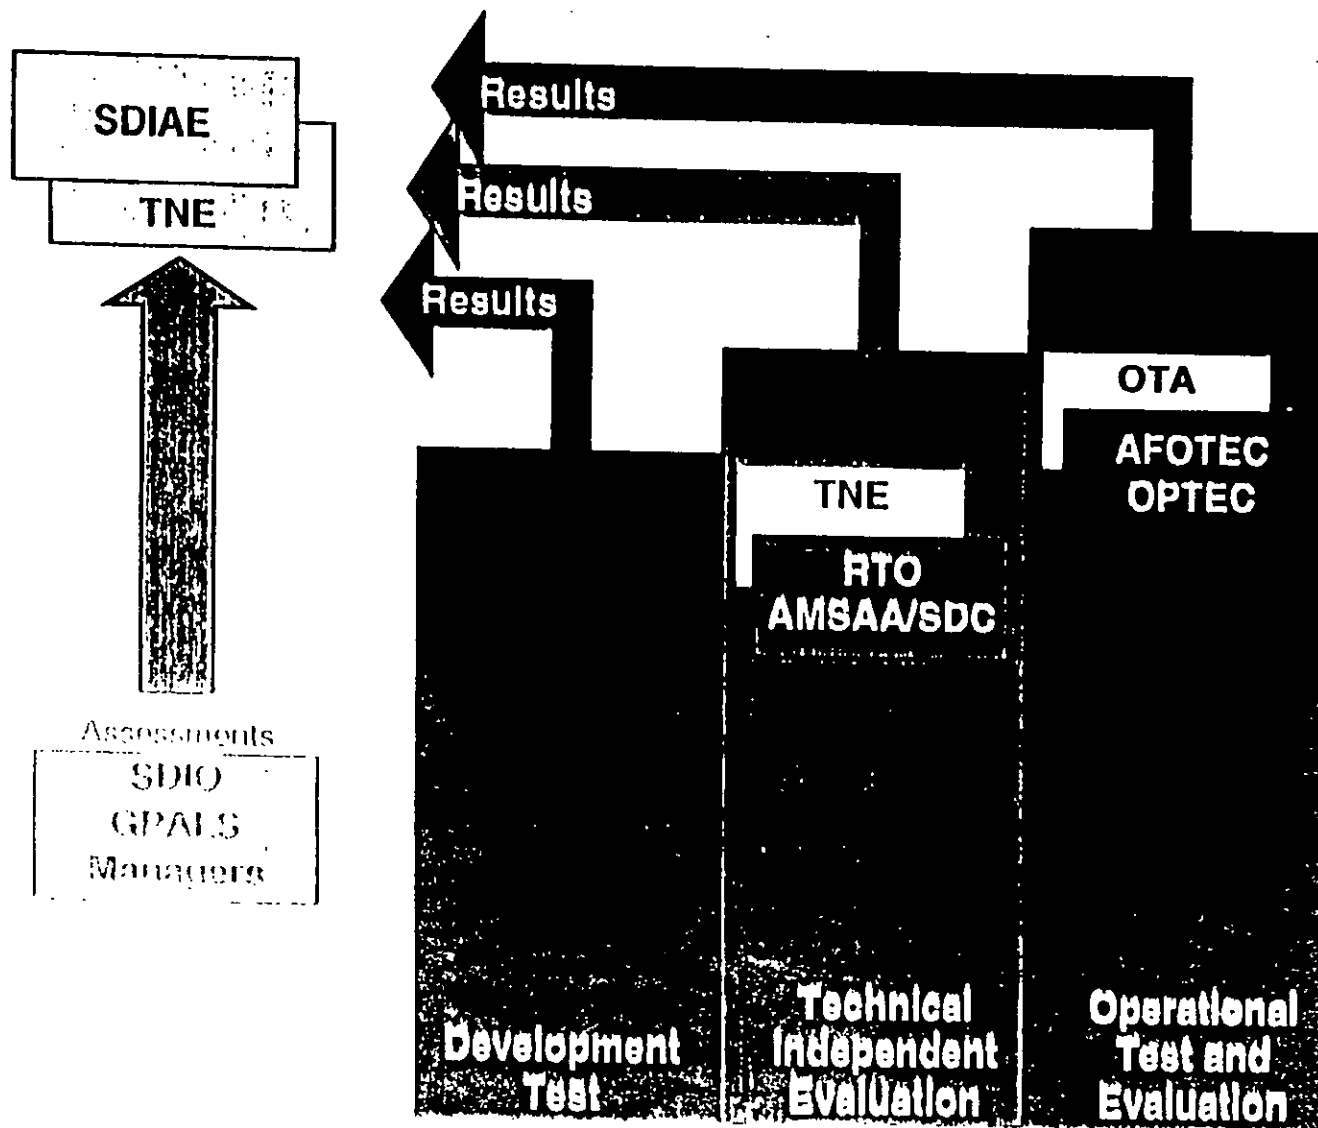 SDIAE
TNE
Assessments
SDIO
GPALS
Managers
Results
Results
Results
OTA
AFOTEC
OPTEC
TNE
RTO
AMSAA/SDC
Development
Test
Technical
Independent
Evaluation
Operational
Test and
Evaluation